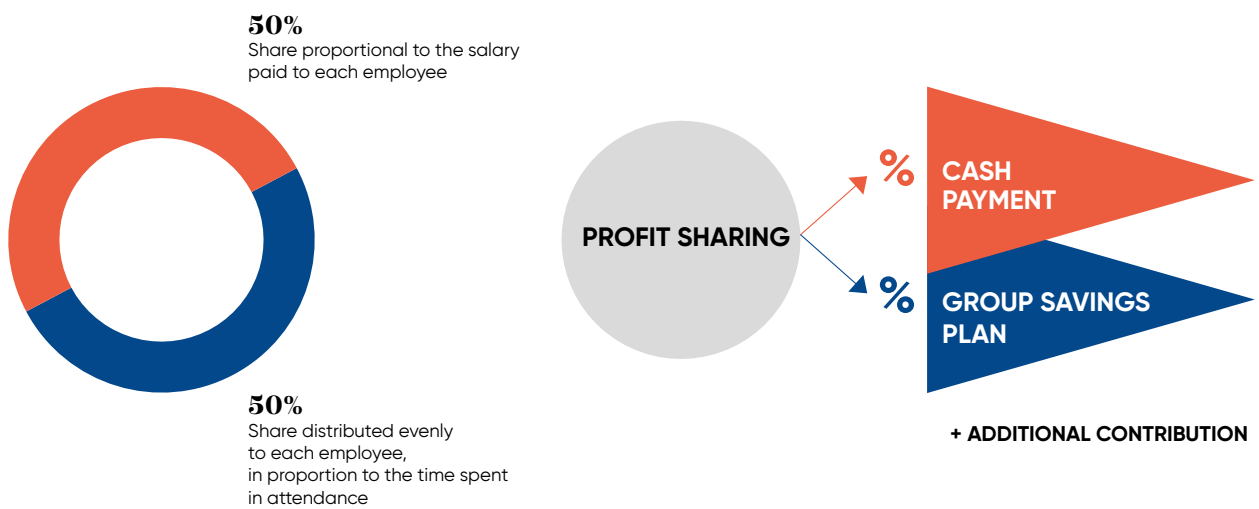 50%
Share proportional to the salary
paid to each employee
50%
Share distributed evenly
to each employee,
in proportion to the time spent
in attendance
PROFIT SHARING
%
CASH
PAYMENT
%
GROUP SAVINGS
PLAN
+ ADDITIONAL CONTRIBUTION